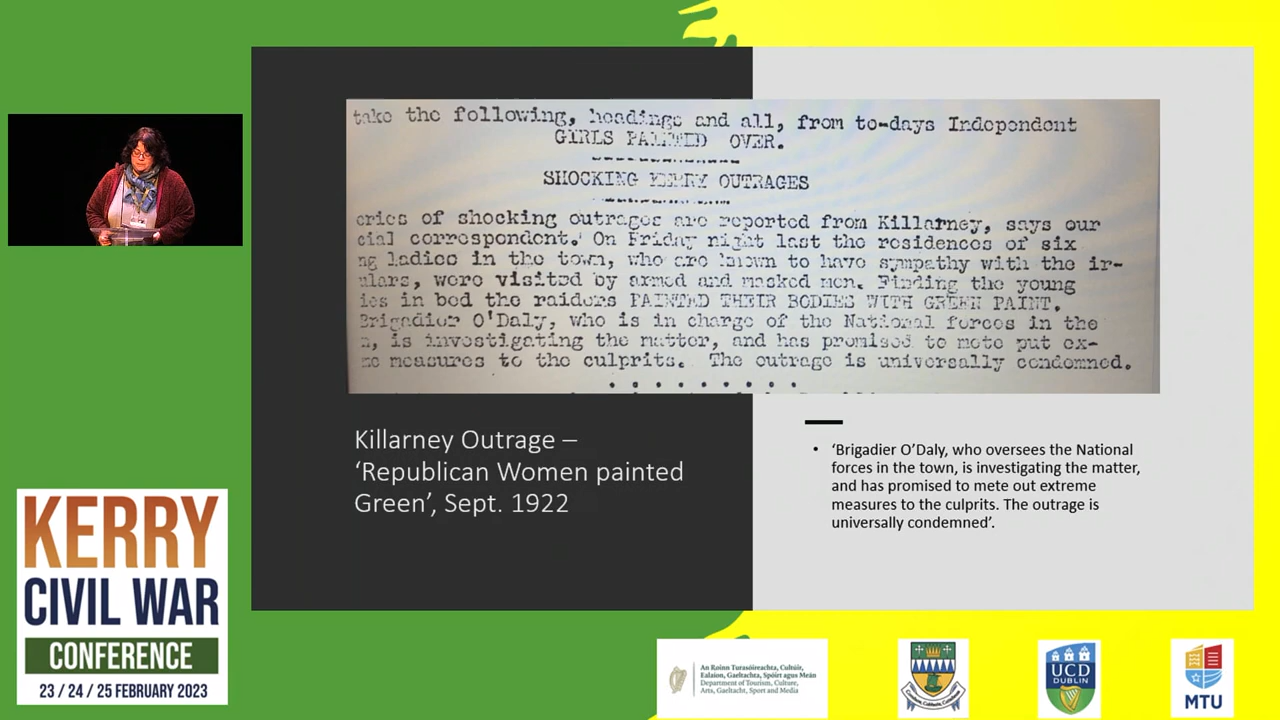 take the following, headings and all, from to-days Independent
GIRLS PAINTED OVER.
SHOCKING KERRY OUTRAGES
eries of shocking outrages are reported from Killarney, says our
cial correspondent. On Friday night last the residences of six
ng ladies in the town, who are known to have sympathy with the ir-
ulars, were visited by armed and masked men. Finding the young
ies in bed the raiders PAINTED THEIR BODIES WITH GREEN PAINT.
Brigadier O'Daly, who is in charge of the National forces in the
n, is investigating the matter, and has promised to mete put ex-
me measures to the culprits. The outrage is universally condemned.
Killarney Outrage –
‘Republican Women painted
Green’, Sept. 1922
• ‘Brigadier O’Daly, who oversees the National
forces in the town, is investigating the matter,
and has promised to mete out extreme
measures to the culprits. The outrage is
universally condemned’.
KERRY
CIVIL WAR
CONFERENCE
23 / 24 / 25 FEBRUARY 2023
An Roinn Turasóireachta, Cultúir,
Ealaíon, Gaeltachta, Spóirt agus Meán
Department of Tourism, Culture,
Arts, Gaeltacht, Sport and Media
UCD
DUBLIN
MTU